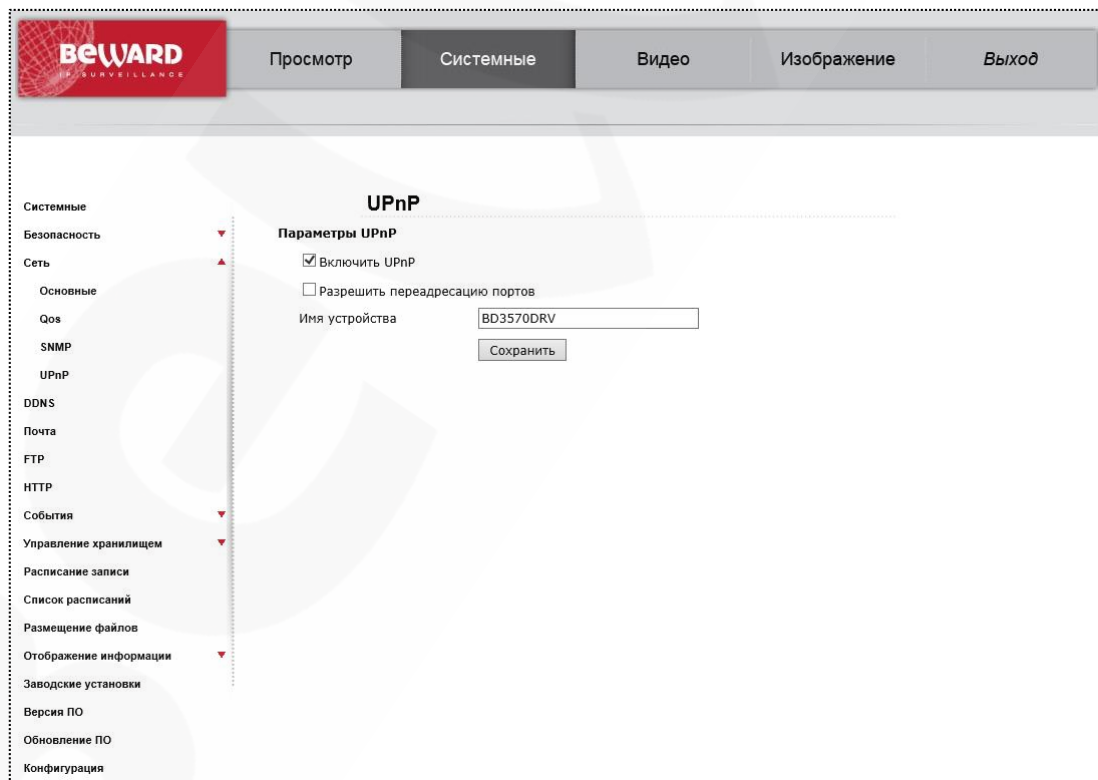 BEWARD
IP SURVEILLANCE
Просмотр
Системные
Видео
Изображение
Выход
Системные
Безопасность
Сеть
Основные
Qos
SNMP
UPnP
DDNS
Почта
FTP
HTTP
События
Управление хранилищем
Расписание записи
Список расписаний
Размещение файлов
Отображение информации
Заводские установки
Версия ПО
Обновление ПО
Конфигурация
UPnP
Параметры UPnP
Включить UPnP
Разрешить переадресацию портов
Имя устройства BD3570DRV
Сохранить